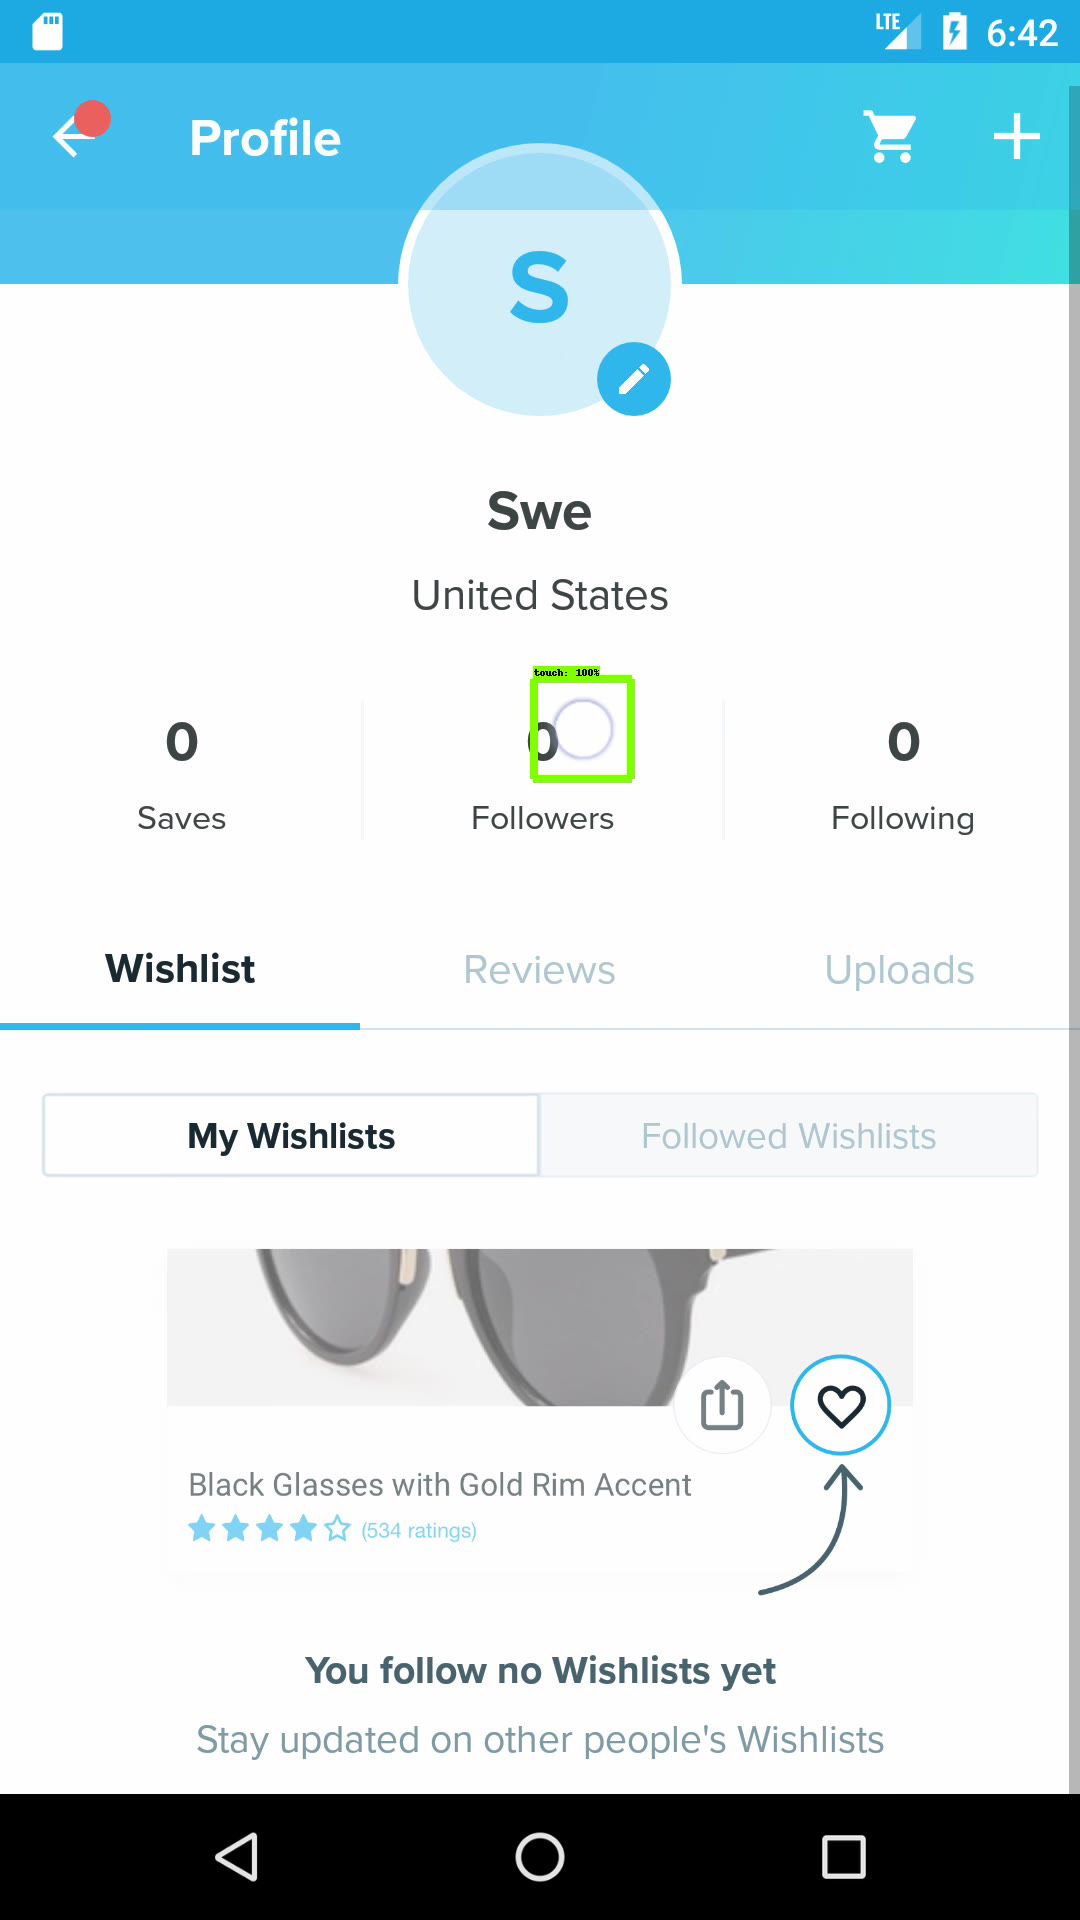 LTE 6:42
Profile
S
Swe
United States
touch: 100%
0 0 0
Saves Followers Following
Wishlist Reviews Uploads
My Wishlists Followed Wishlists
Black Glasses with Gold Rim Accent
(534 ratings)
You follow no Wishlists yet
Stay updated on other people's Wishlists